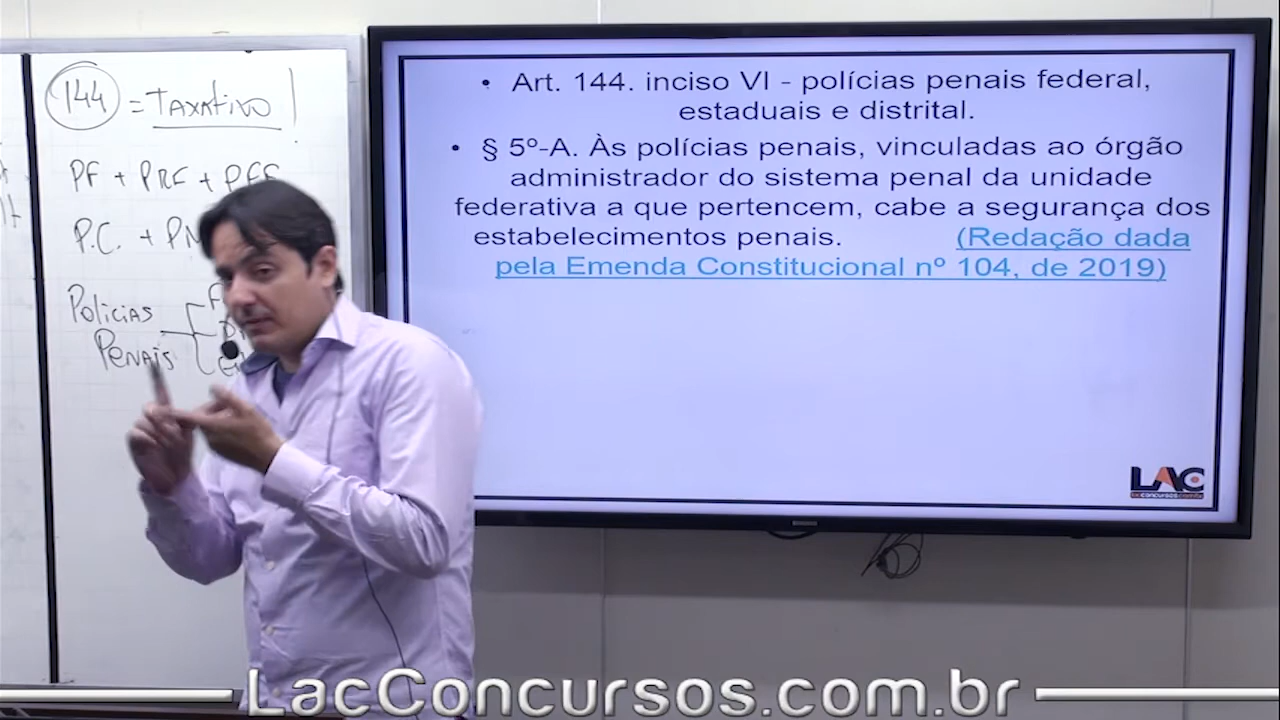 144 = TAXATIVO !
PF + PRF + PFF
P.C. + PM
Polícias
Penais
• Art. 144. inciso VI - polícias penais federal,
estaduais e distrital.
• § 5º-A. Às polícias penais, vinculadas ao órgão
administrador do sistema penal da unidade
federativa a que pertencem, cabe a segurança dos
estabelecimentos penais. (Redação dada
pela Emenda Constitucional nº 104, de 2019)
LAC
LacConcursos.com.br